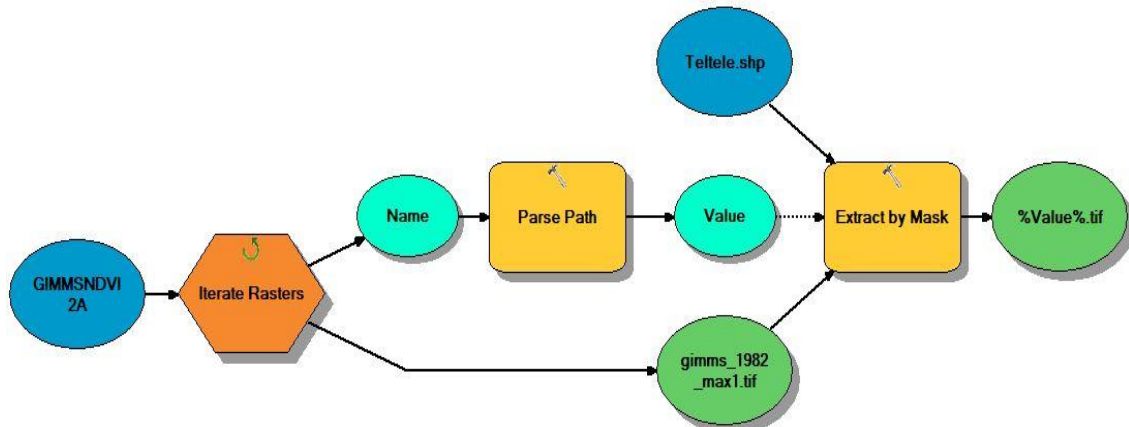 Teltele.shp
Name
Parse Path
Value
Extract by Mask
%Value%.tif
GIMMSNDVI
2A
Iterate Rasters
gimms_1982
_max1.tif